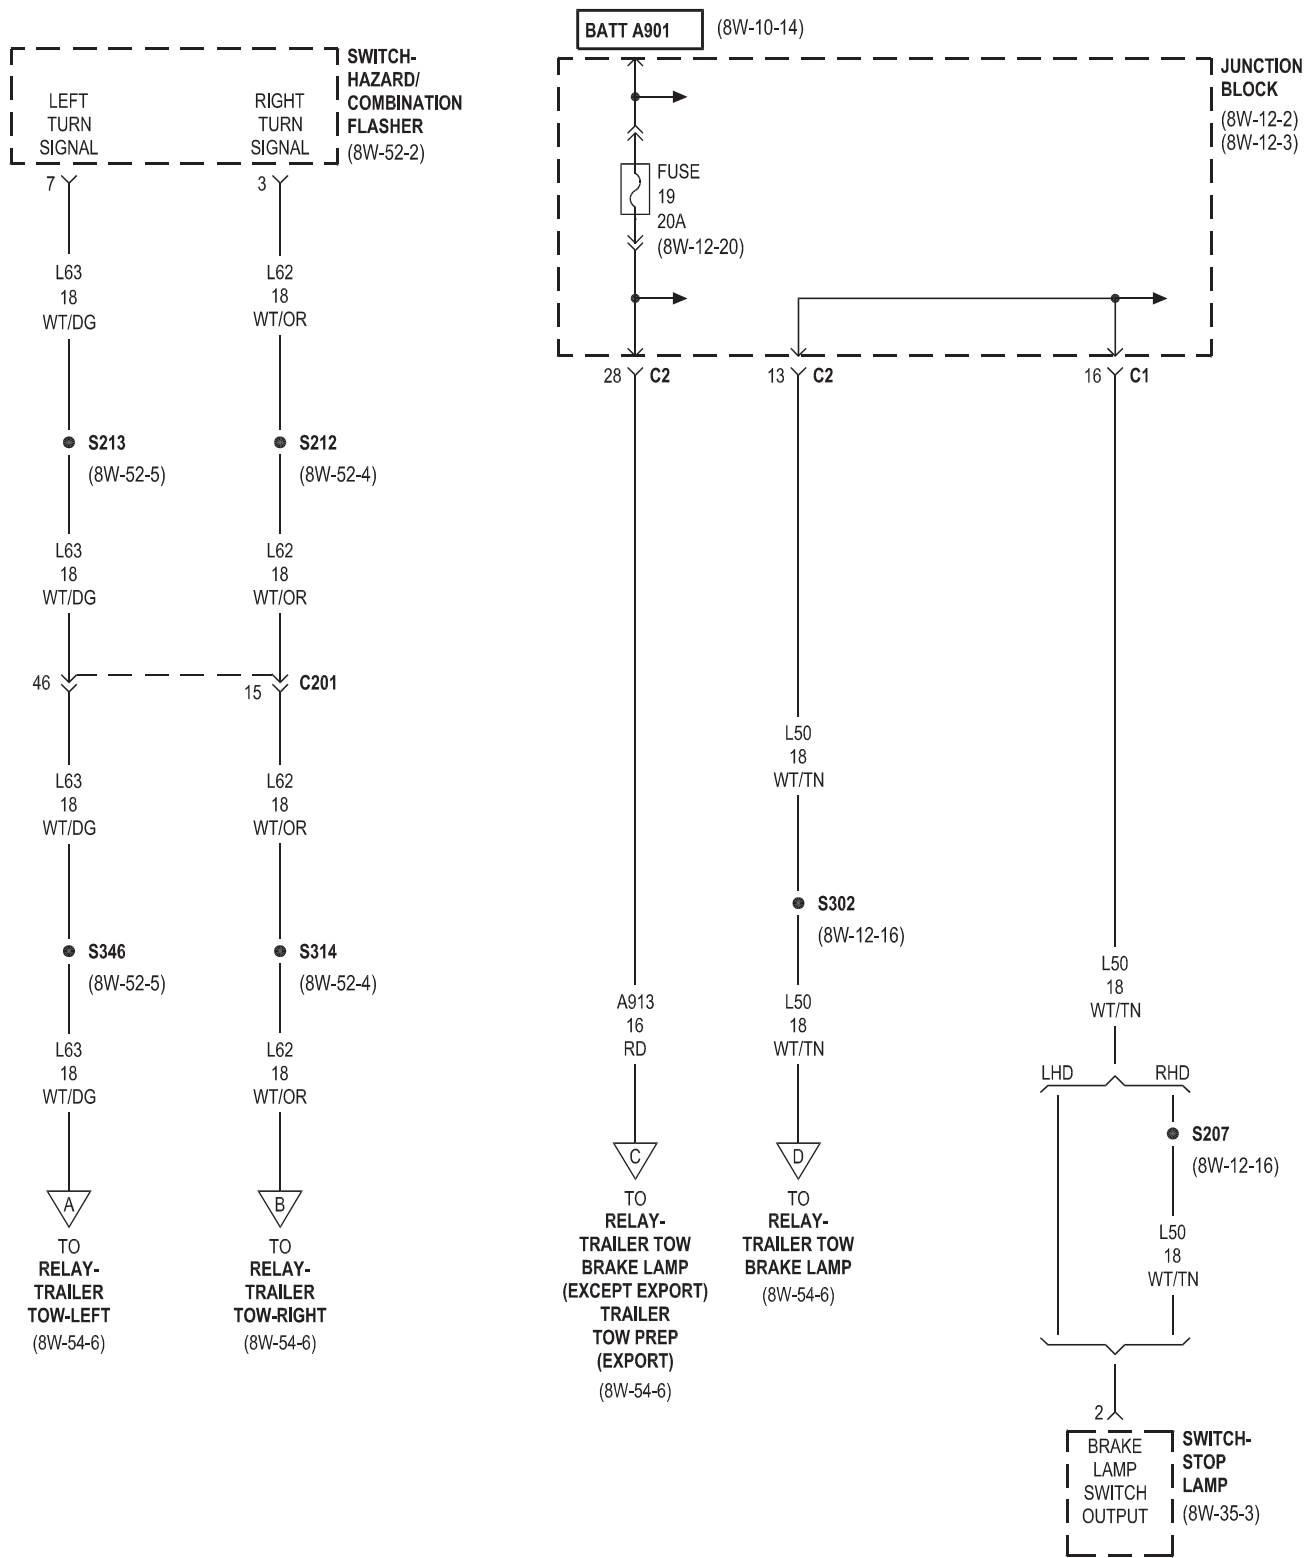 BATT A901
(8W-10-14)
SWITCH-
HAZARD/
COMBINATION
FLASHER
(8W-52-2)
LEFT
TURN
SIGNAL
RIGHT
TURN
SIGNAL
7
3
JUNCTION
BLOCK
(8W-12-2)
(8W-12-3)
FUSE
19
20A
(8W-12-20)
28
C2
13
C2
16
C1
L63
18
WT/DG
L62
18
WT/OR
S213
(8W-52-5)
S212
(8W-52-4)
L63
18
WT/DG
L62
18
WT/OR
46
15
C201
L63
18
WT/DG
L62
18
WT/OR
S346
(8W-52-5)
S314
(8W-52-4)
L63
18
WT/DG
L62
18
WT/OR
A
TO
RELAY-
TRAILER
TOW-LEFT
(8W-54-6)
B
TO
RELAY-
TRAILER
TOW-RIGHT
(8W-54-6)
A913
16
RD
C
TO
RELAY-
TRAILER TOW
BRAKE LAMP
(EXCEPT EXPORT)
TRAILER
TOW PREP
(EXPORT)
(8W-54-6)
L50
18
WT/TN
S302
(8W-12-16)
L50
18
WT/TN
D
TO
RELAY-
TRAILER TOW
BRAKE LAMP
(8W-54-6)
L50
18
WT/TN
LHD
RHD
S207
(8W-12-16)
L50
18
WT/TN
2
BRAKE
LAMP
SWITCH
OUTPUT
SWITCH-
STOP
LAMP
(8W-35-3)